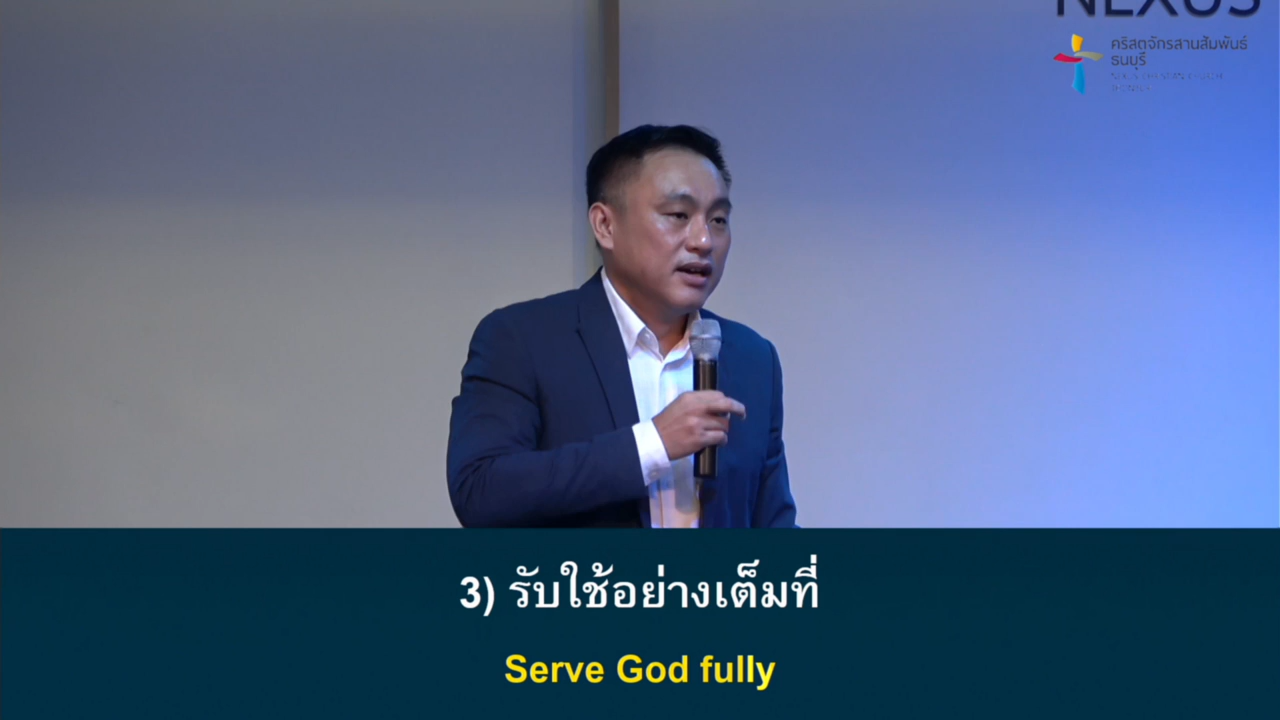 NEXUS
คริสตจักรสานสัมพันธ์
ธนบุรี
3) รับใช้อย่างเต็มที่
Serve God fully